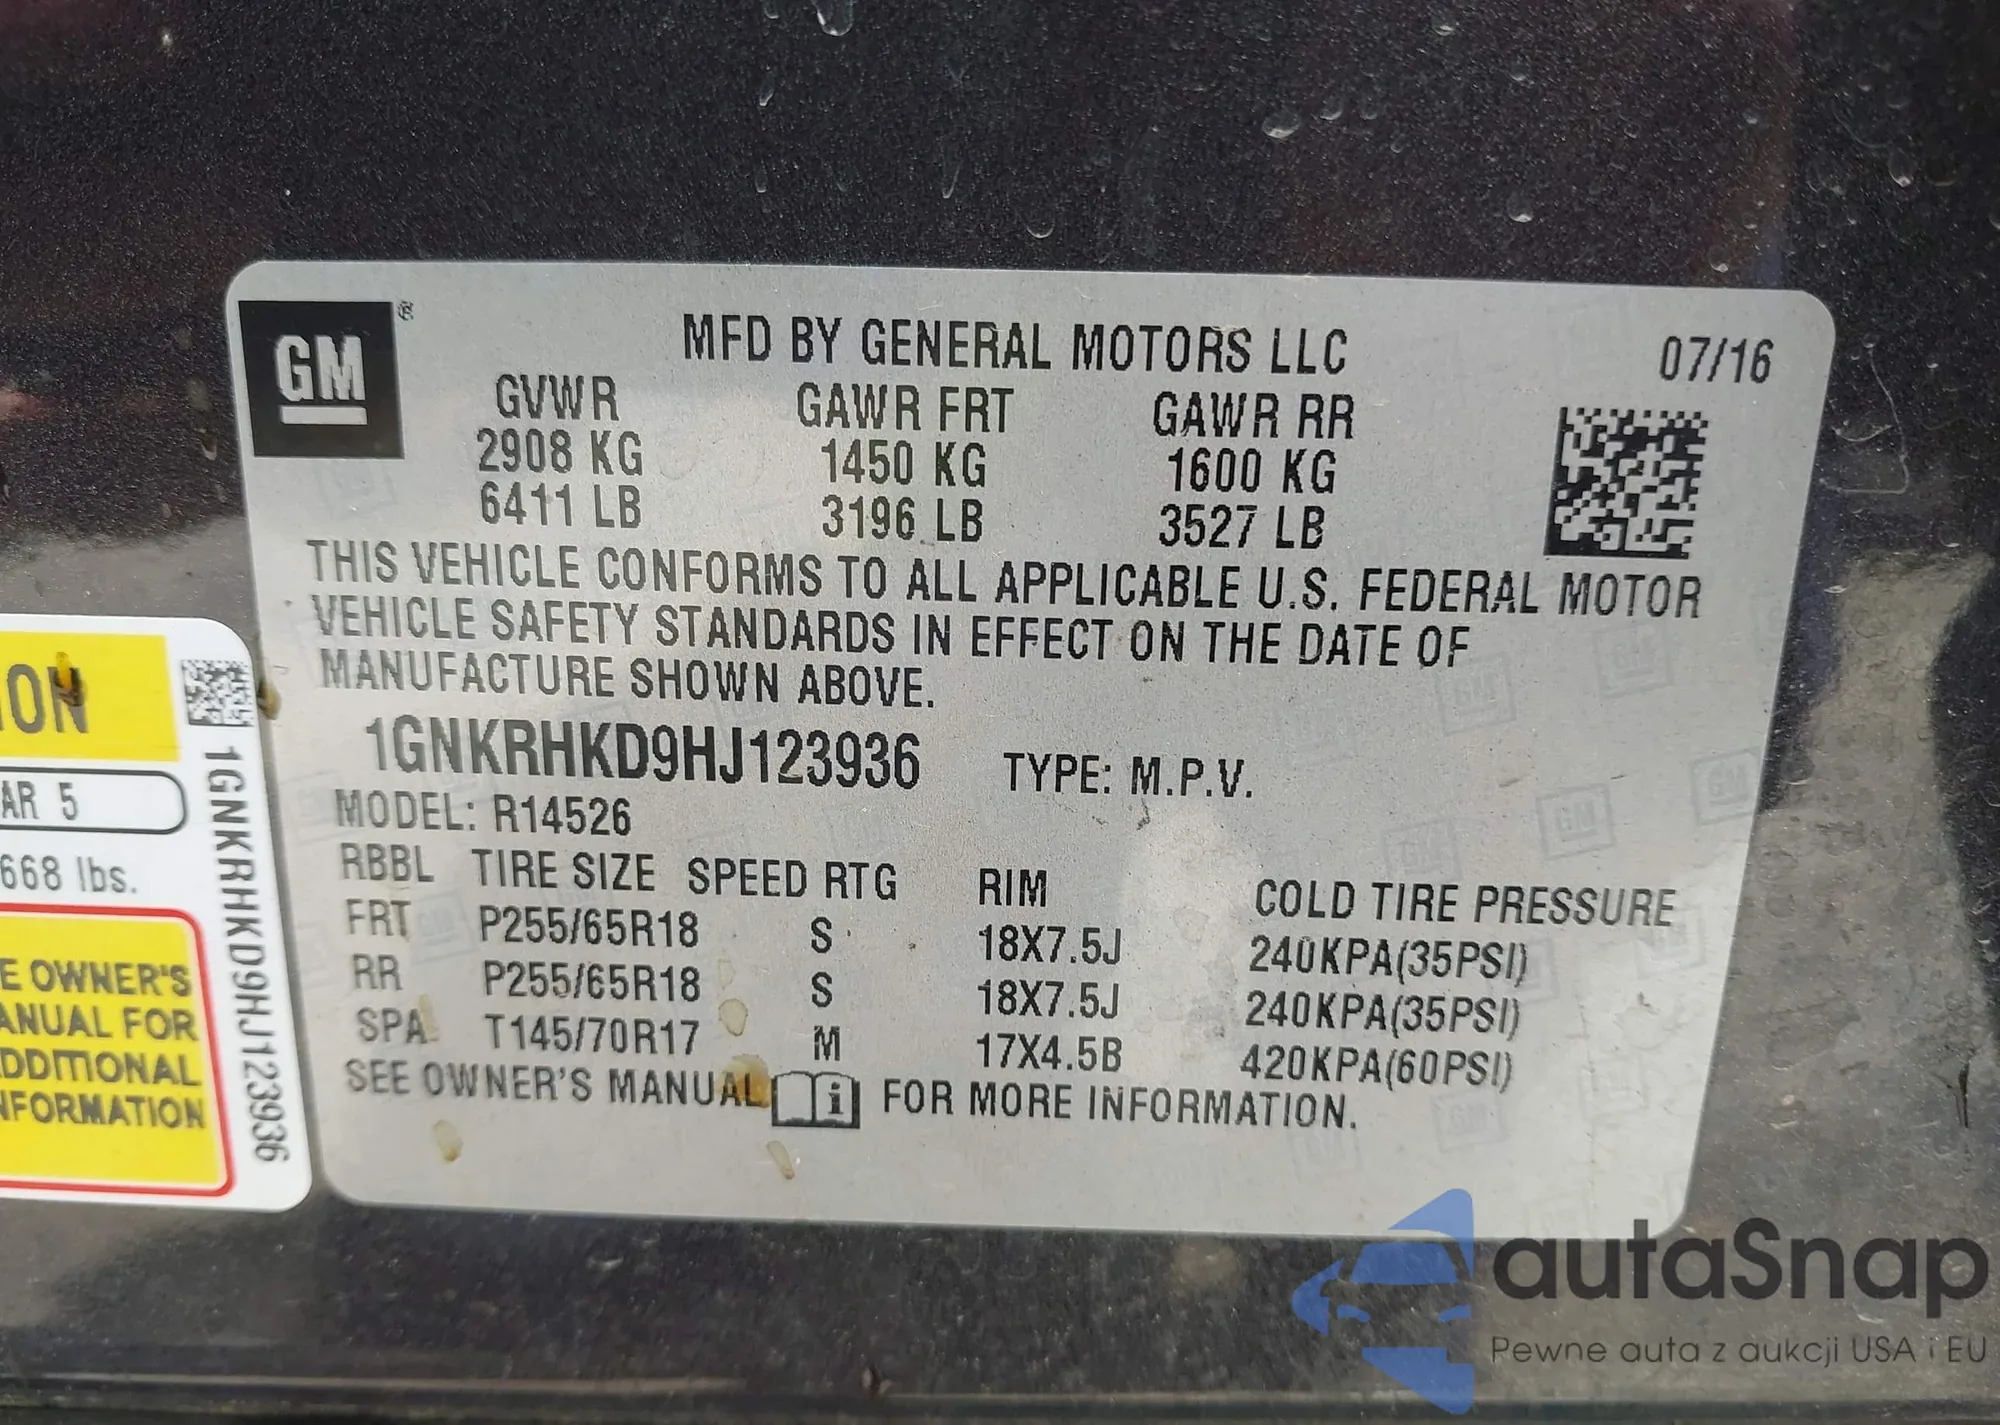 GM
®
MFD BY GENERAL MOTORS LLC
07/16
GVWR GAWR FRT GAWR RR
2908 KG 1450 KG 1600 KG
6411 LB 3196 LB 3527 LB
THIS VEHICLE CONFORMS TO ALL APPLICABLE U.S. FEDERAL MOTOR
VEHICLE SAFETY STANDARDS IN EFFECT ON THE DATE OF
MANUFACTURE SHOWN ABOVE.
1GNKRHKD9HJ123936 TYPE: M.P.V.
MODEL: R14526
RBBL TIRE SIZE SPEED RTG RIM COLD TIRE PRESSURE
FRT P255/65R18 S 18X7.5J 240KPA(35PSI)
RR P255/65R18 S 18X7.5J 240KPA(35PSI)
SPA T145/70R17 M 17X4.5B 420KPA(60PSI)
SEE OWNER'S MANUAL i FOR MORE INFORMATION.
ION
AR 5
668 lbs.
E OWNER'S
ANUAL FOR
DDITIONAL
NFORMATION
1GNKRHKD9HJ123936
autaSnap
Pewne auta z aukcji USA i EU